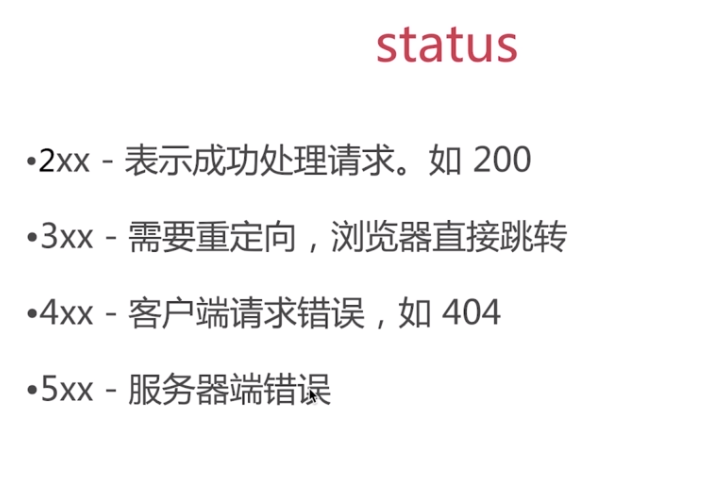 status
•2xx - 表示成功处理请求。如 200
•3xx - 需要重定向，浏览器直接跳转
•4xx - 客户端请求错误，如 404
•5xx - 服务器端错误